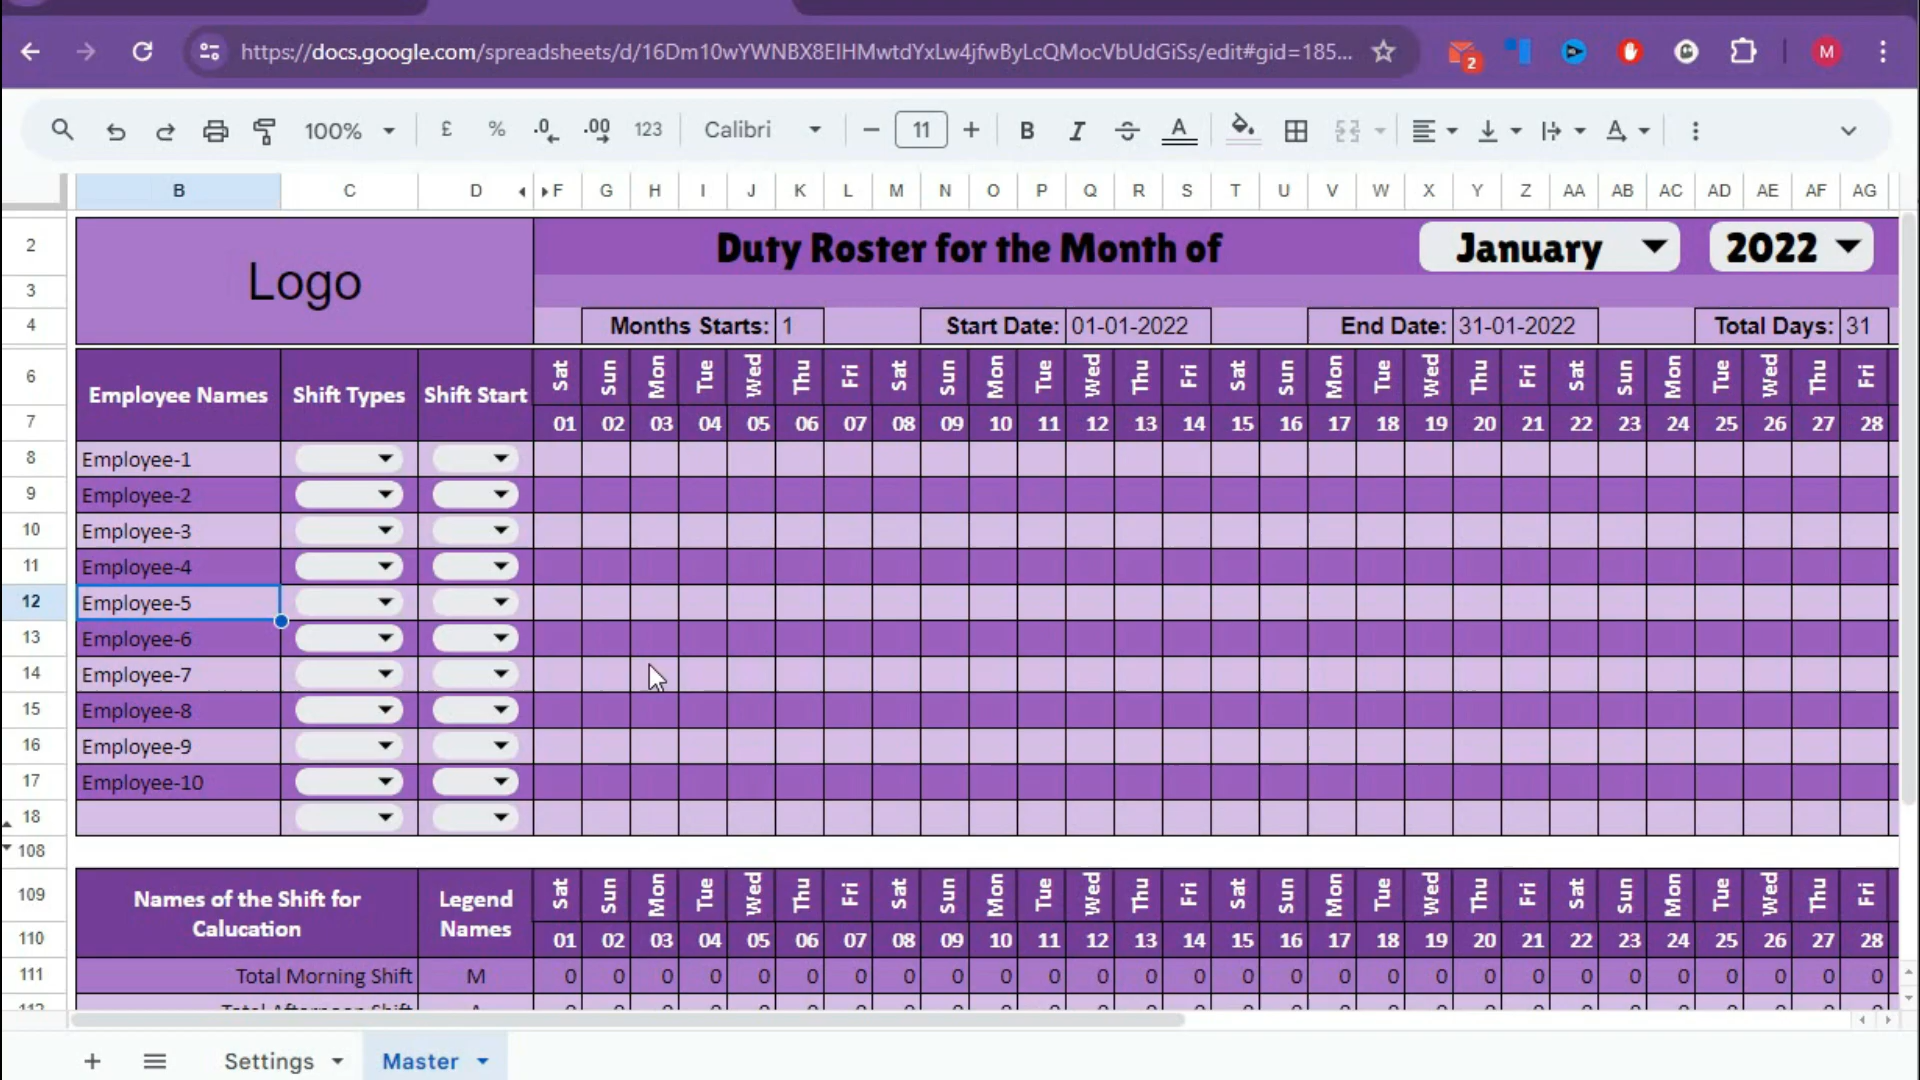 https://docs.google.com/spreadsheets/d/16Dm10wYWNBX8EIHMwtdYxLw4jfwByLcQMocVbUdGiSs/edit#gid=185... 2 M
100% £ % .0 .00 123 Calibri 11 B I A A
B C D F G H I J K L M N O P Q R S T U V W X Y Z AA AB AC AD AE AF AG
2 Logo Duty Roster for the Month of January 2022
3
4 Months Starts: 1 Start Date: 01-01-2022 End Date: 31-01-2022 Total Days: 31
6 Employee Names Shift Types Shift Start Sat Sun Mon Tue Wed Thu Fri Sat Sun Mon Tue Wed Thu Fri Sat Sun Mon Tue Wed Thu Fri Sat Sun Mon Tue Wed Thu Fri
7 01 02 03 04 05 06 07 08 09 10 11 12 13 14 15 16 17 18 19 20 21 22 23 24 25 26 27 28
8 Employee-1
9 Employee-2
10 Employee-3
11 Employee-4
12 Employee-5
13 Employee-6
14 Employee-7
15 Employee-8
16 Employee-9
17 Employee-10
18
108
109 Names of the Shift for Calucation Legend Names Sat Sun Mon Tue Wed Thu Fri Sat Sun Mon Tue Wed Thu Fri Sat Sun Mon Tue Wed Thu Fri Sat Sun Mon Tue Wed Thu Fri
110 01 02 03 04 05 06 07 08 09 10 11 12 13 14 15 16 17 18 19 20 21 22 23 24 25 26 27 28
111 Total Morning Shift M 0 0 0 0 0 0 0 0 0 0 0 0 0 0 0 0 0 0 0 0 0 0 0 0 0 0 0 0
Total Afternoon Shift
+ Settings Master